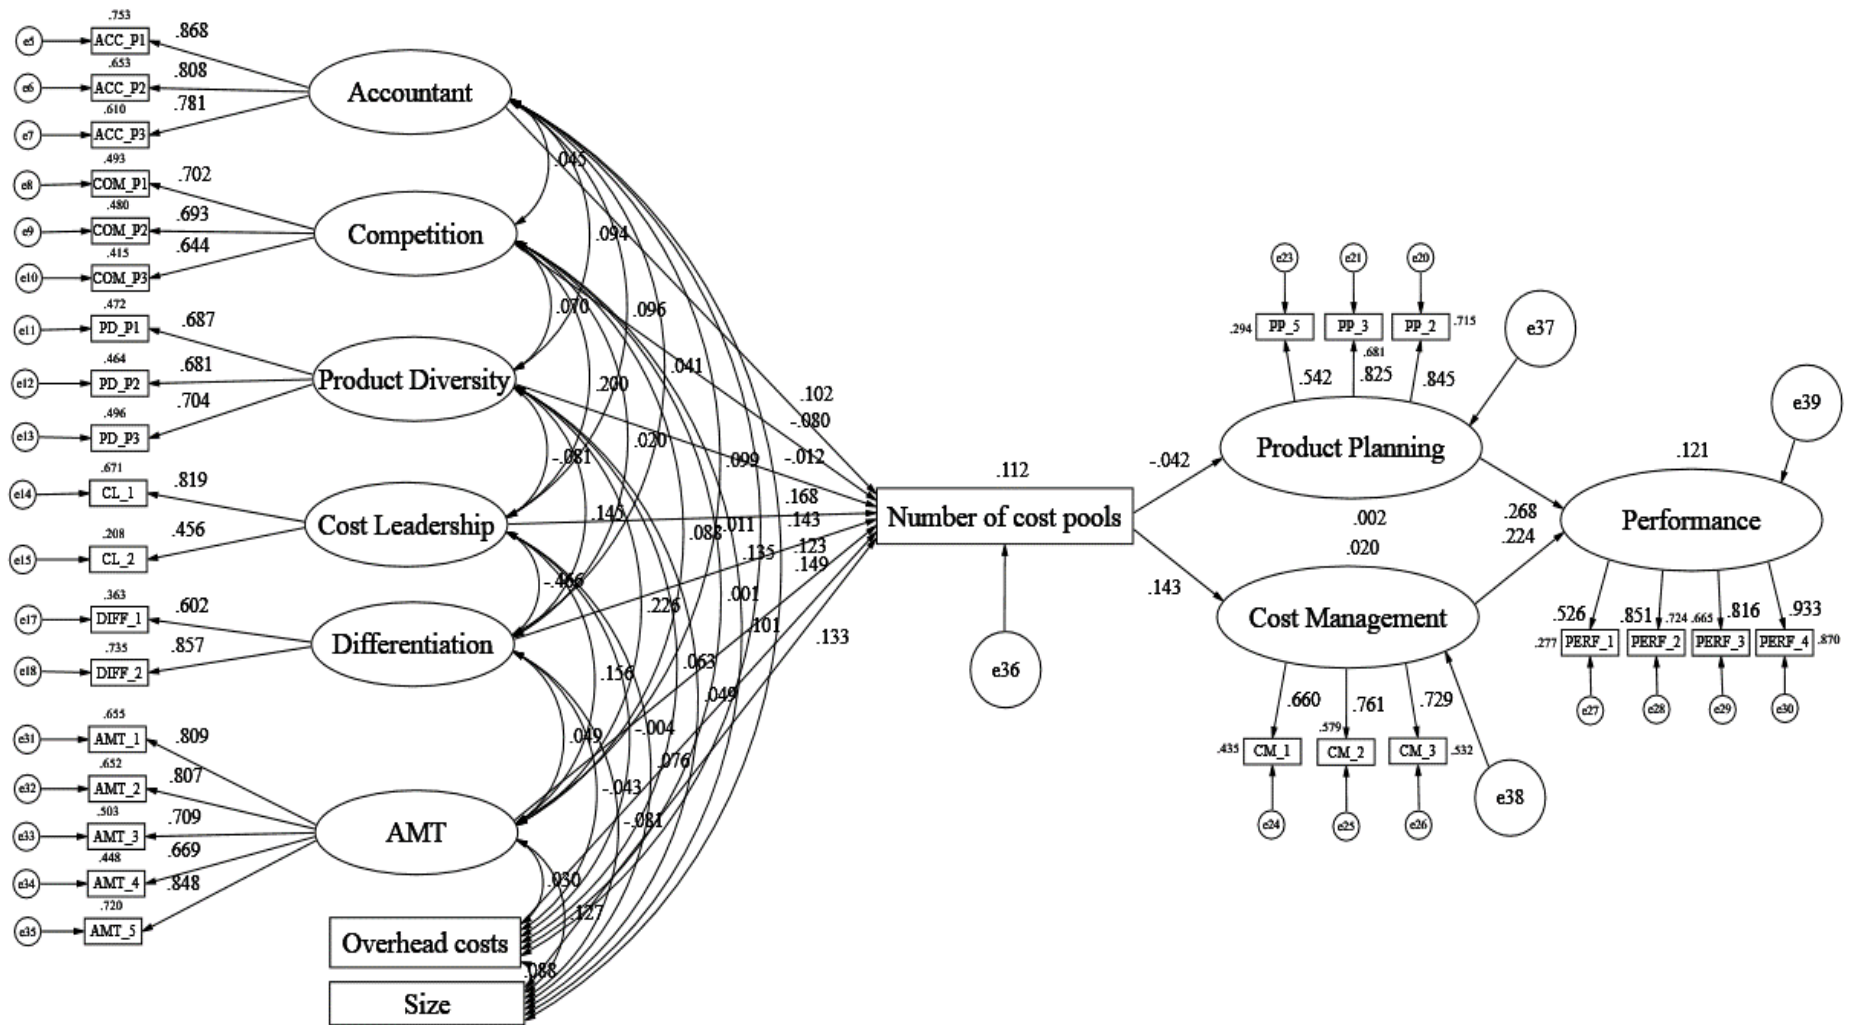 .753
e5 ACC_P1 .868
.653
e6 ACC_P2 .808
.610
e7 ACC_P3 .781
Accountant
.493
e8 COM_P1 .702
.480
e9 COM_P2 .693
.415
e10 COM_P3 .644
Competition
.472
e11 PD_P1 .687
.464
e12 PD_P2 .681
.496
e13 PD_P3 .704
Product Diversity
.671
e14 CL_1 .819
.208
e15 CL_2 .456
Cost Leadership
.363
e17 DIFF_1 .602
.735
e18 DIFF_2 .857
Differentiation
.655
e31 AMT_1 .809
.652
e32 AMT_2 .807
.503
e33 AMT_3 .709
.448
e34 AMT_4 .669
.720
e35 AMT_5 .848
AMT
Overhead costs
Size
.045
.094
.070
.096
.041
.200
.020
.099
-.081
.145
.088
.011
.135
-.466
.226
.001
.101
.156
.063
.049
.049
-.004
.076
-.043
-.081
.030
.127
.088
.102
-.080
-.012
.168
.143
.123
.149
.133
.112
Number of cost pools
e36
-.042
.143
e23 e21 e20
.294 PP_5 PP_3 PP_2 .715
.681
.542 .825 .845
e37
Product Planning
.002
.020
Cost Management
.660 .761 .729
.579
.435 CM_1 CM_2 CM_3 .532
e24 e25 e26
e38
.268
.224
e39
.121
Performance
.526 .851 .724 .665 .816 .933
.277 PERF_1 PERF_2 PERF_3 PERF_4 .870
e27 e28 e29 e30